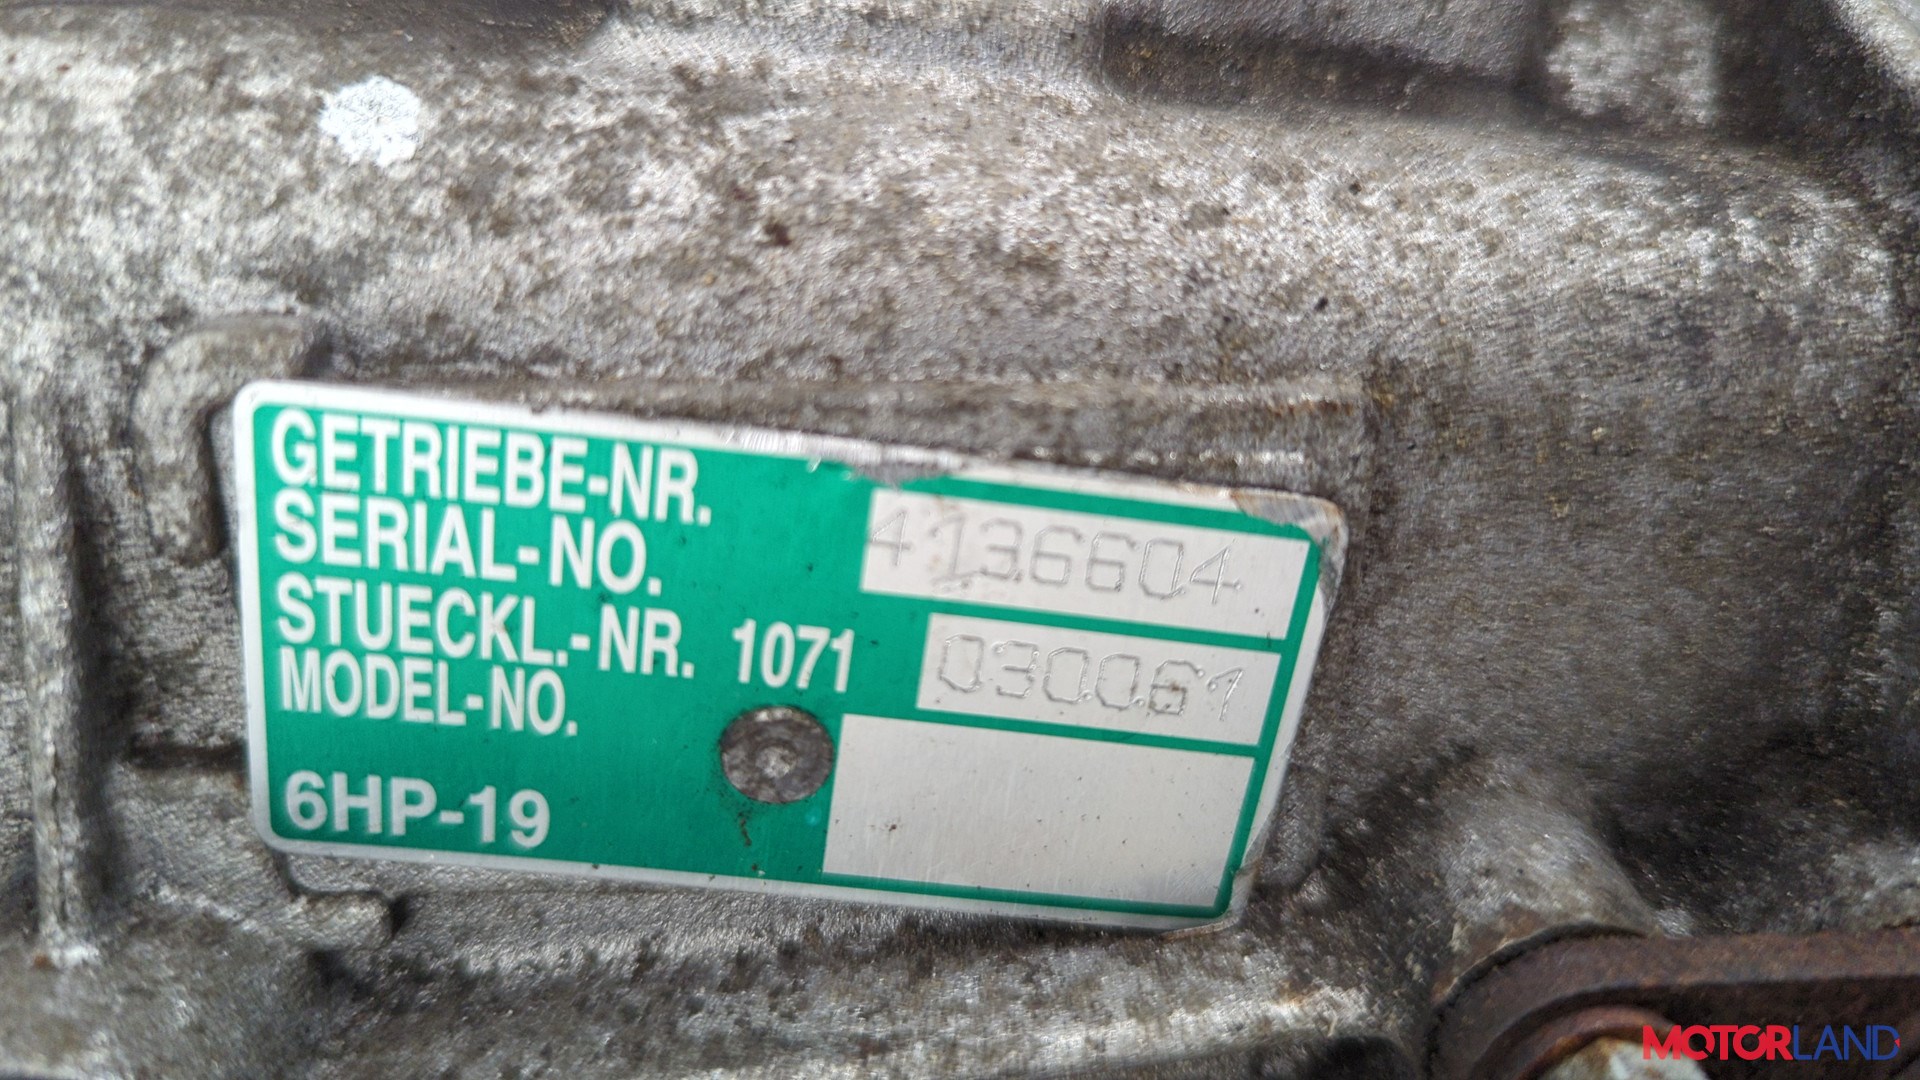 GETRIEBE-NR.
SERIAL-NO. 4136604
STUECKL.-NR. 1071 030061
MODEL-NO.
6HP-19
MOTORLAND